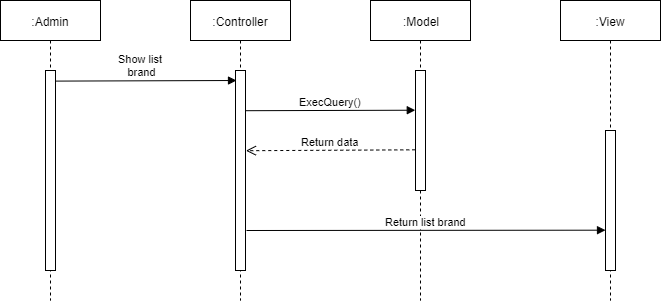 :Admin
:Controller
:Model
:View
Show list
brand
ExecQuery()
Return data
Return list brand